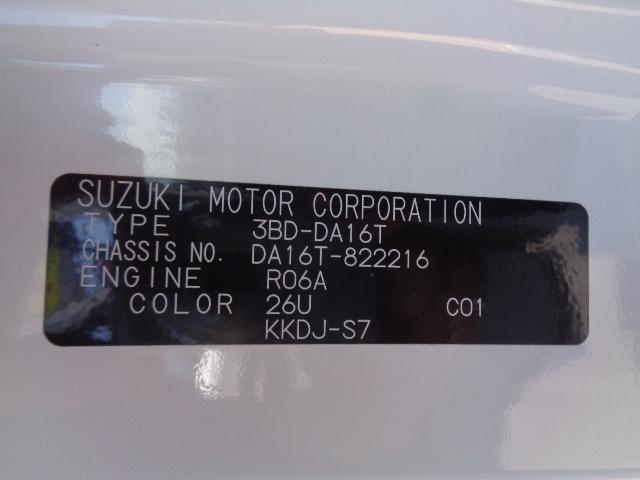 SUZUKI MOTOR CORPORATION
TYPE 3BD-DA16T
CHASSIS NO. DA16T-822216
ENGINE R06A
COLOR 26U C01
KKDJ-S7